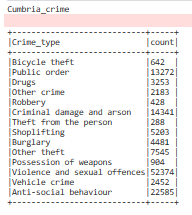 Cumbria_crime
+----------------------------+-----+
|Crime_type                  |count|
+----------------------------+-----+
|Bicycle theft               |642  |
|Public order                |13272|
|Drugs                       |3253 |
|Other crime                 |2183 |
|Robbery                     |428  |
|Criminal damage and arson   |14341|
|Theft from the person       |288  |
|Shoplifting                 |5203 |
|Burglary                    |4481 |
|Other theft                 |7545 |
|Possession of weapons       |904  |
|Violence and sexual offences|52374|
|Vehicle crime               |2452 |
|Anti-social behaviour       |22585|
+----------------------------+-----+